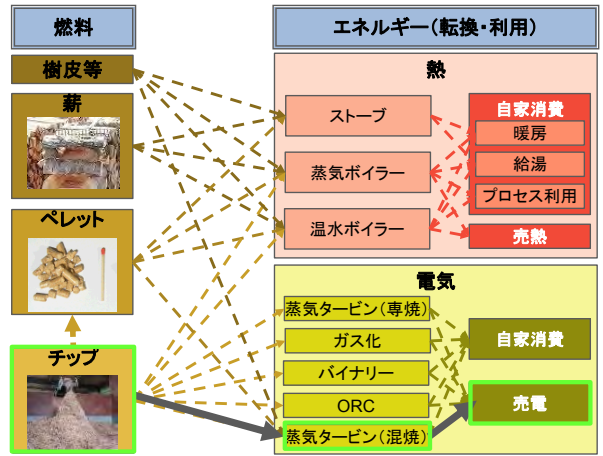 燃料
エネルギー（転換・利用）
樹皮等
薪
ペレット
チップ
熱
ストーブ
蒸気ボイラー
温水ボイラー
自家消費
暖房
給湯
プロセス利用
売熱
電気
蒸気タービン（専焼）
ガス化
バイナリー
ORC
蒸気タービン（混焼）
自家消費
売電